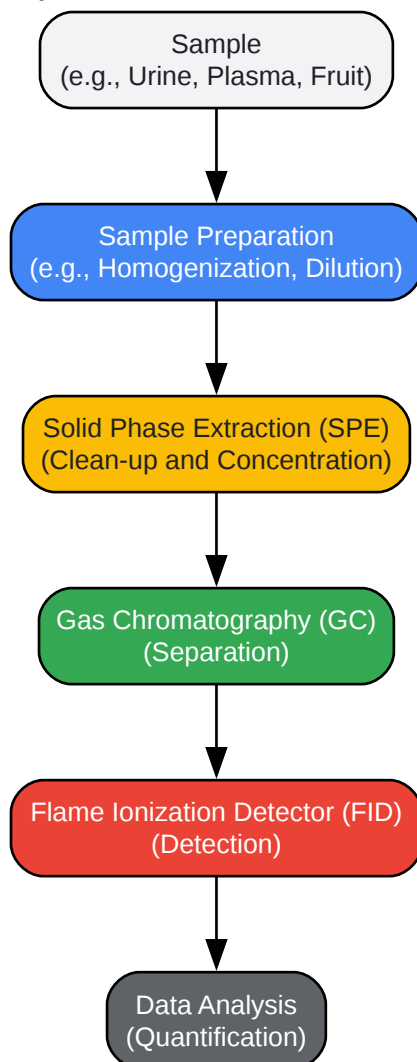 Sample
(e.g., Urine, Plasma, Fruit)
Sample Preparation
(e.g., Homogenization, Dilution)
Solid Phase Extraction (SPE)
(Clean-up and Concentration)
Gas Chromatography (GC)
(Separation)
Flame Ionization Detector (FID)
(Detection)
Data Analysis
(Quantification)